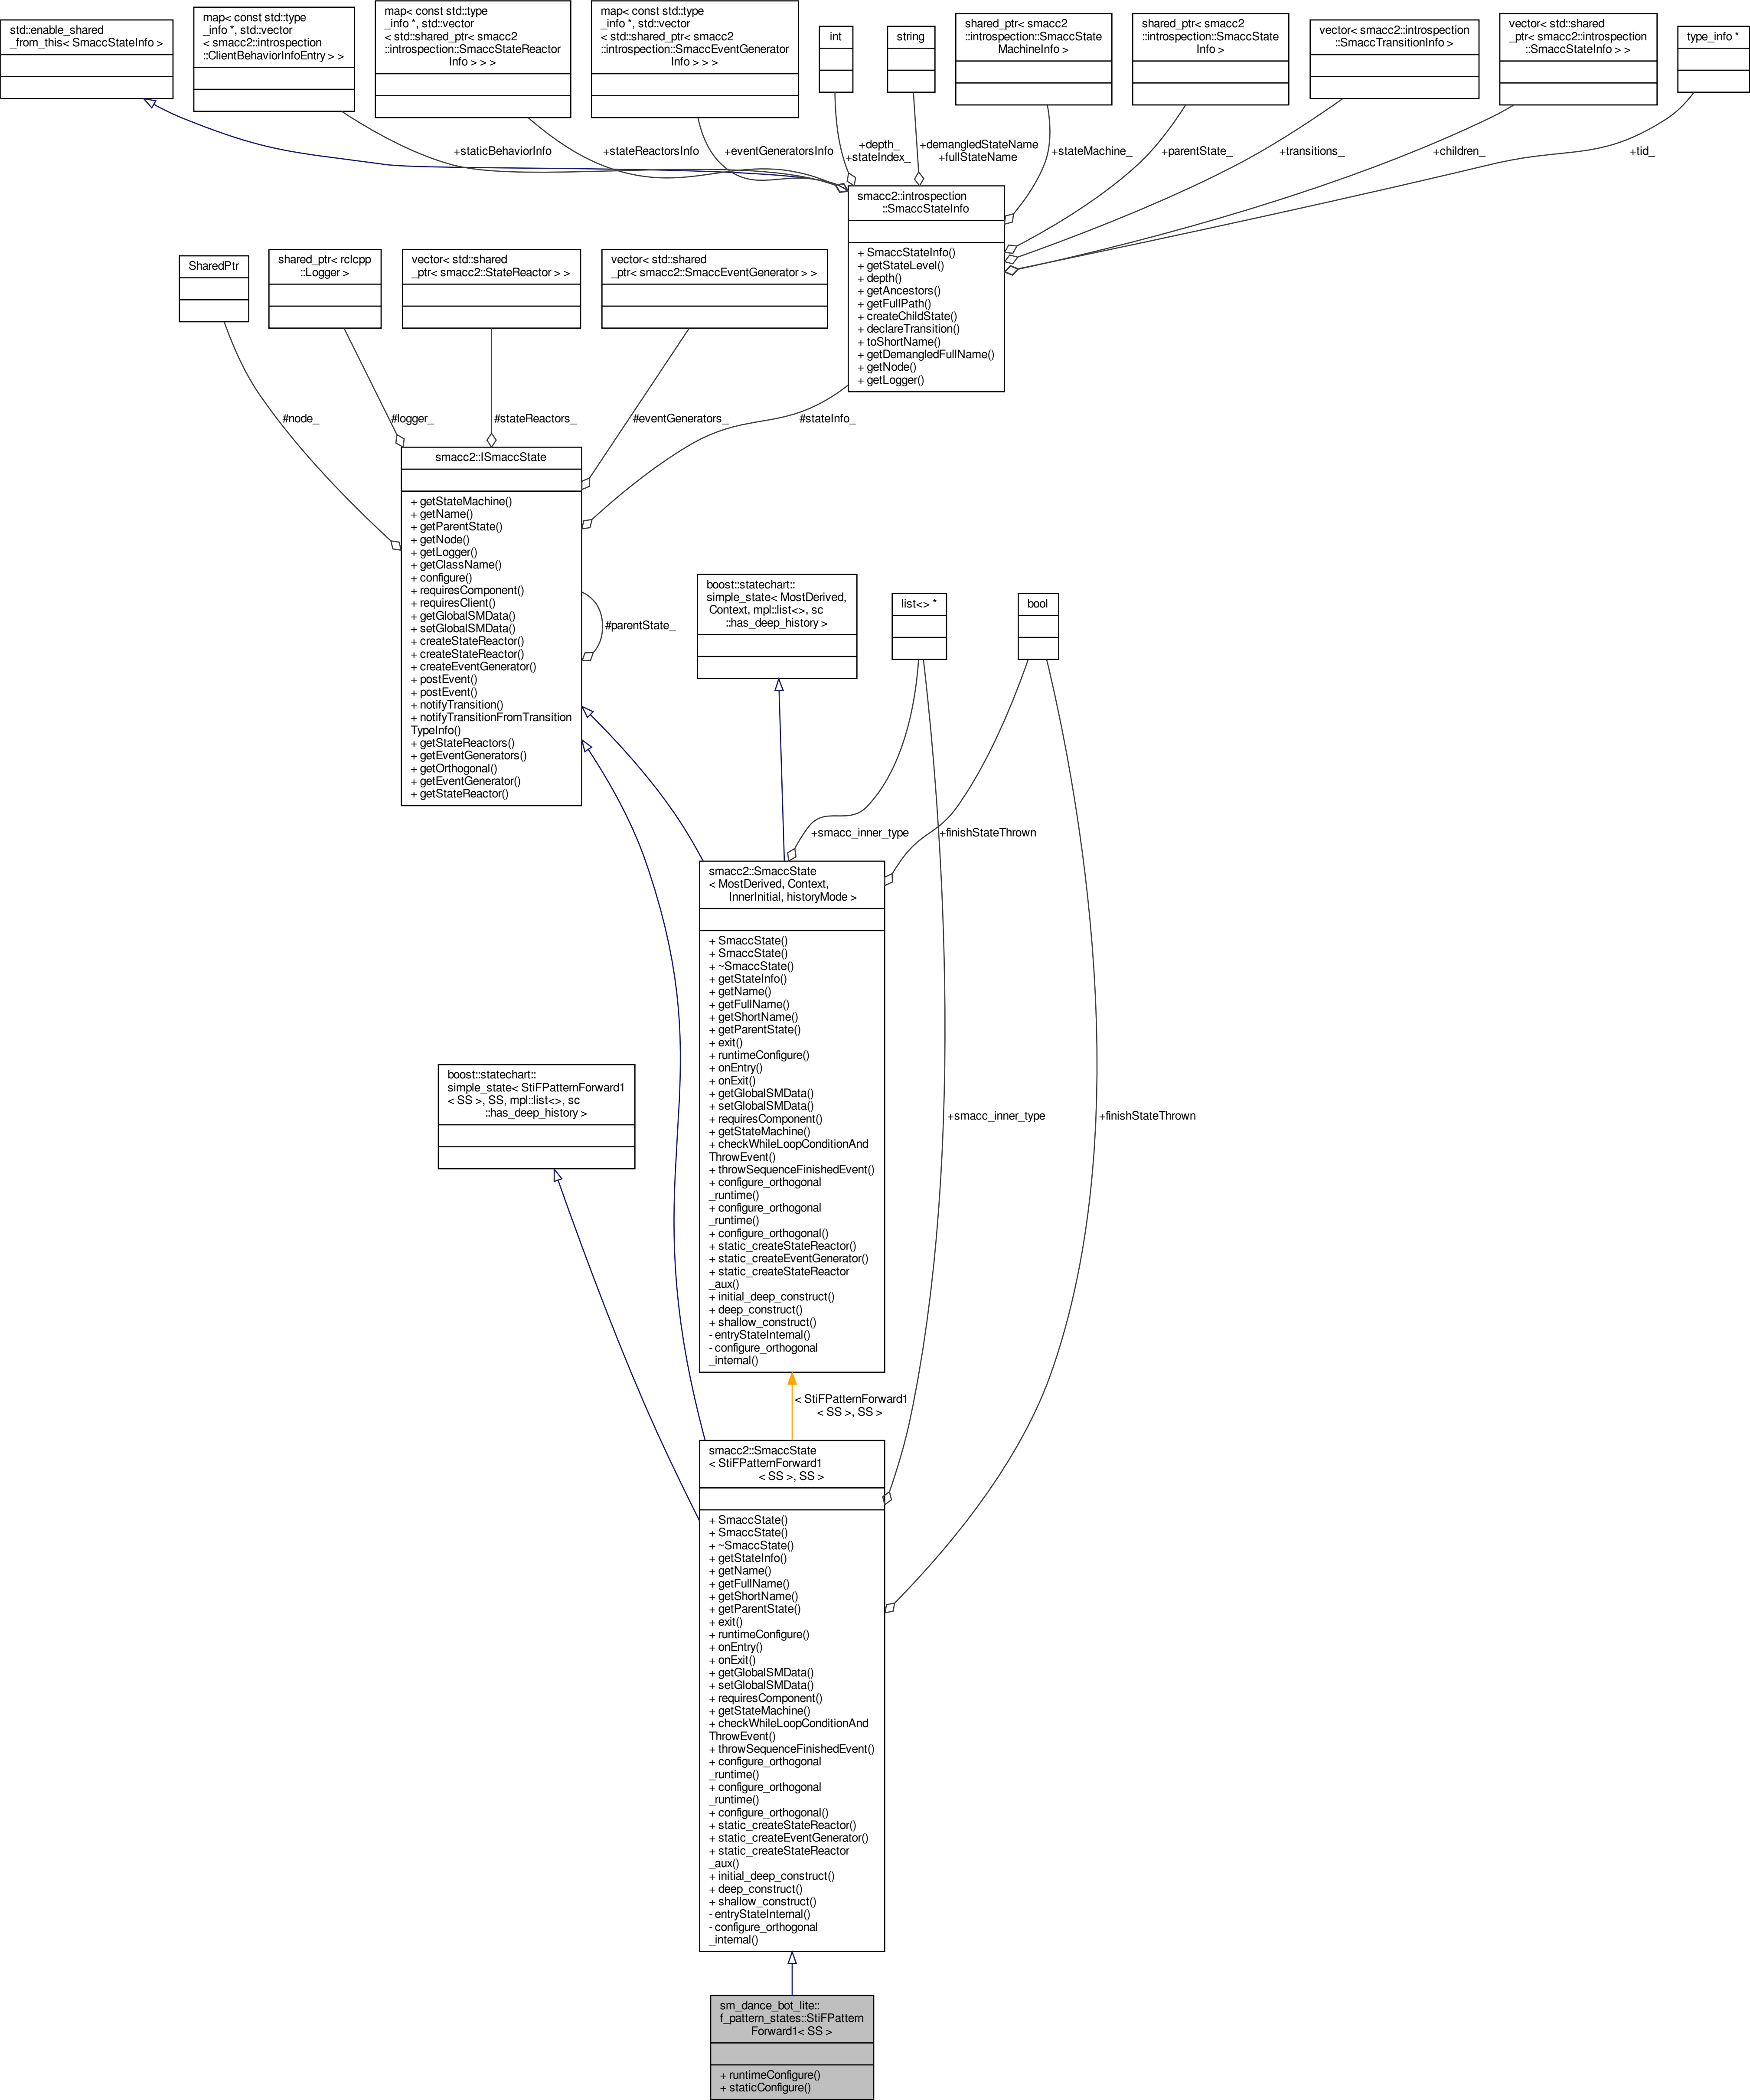 std::enable_shared
_from_this< SmaccStateInfo >
map< const std::type
_info *, std::vector
< smacc2::introspection
::ClientBehaviorInfoEntry > >
map< const std::type
_info *, std::vector
< std::shared_ptr< smacc2
::introspection::SmaccStateReactor
Info > > >
map< const std::type
_info *, std::vector
< std::shared_ptr< smacc2
::introspection::SmaccEventGenerator
Info > > >
int
string
shared_ptr< smacc2
::introspection::SmaccState
MachineInfo >
shared_ptr< smacc2
::introspection::SmaccState
Info >
vector< smacc2::introspection
::SmaccTransitionInfo >
vector< std::shared
_ptr< smacc2::introspection
::SmaccStateInfo > >
type_info *
+staticBehaviorInfo
+stateReactorsInfo
+eventGeneratorsInfo
+depth_
+stateIndex_
+demangledStateName
+fullStateName
+stateMachine_
+parentState_
+transitions_
+children_
+tid_
smacc2::introspection
::SmaccStateInfo
+ SmaccStateInfo()
+ getStateLevel()
+ depth()
+ getAncestors()
+ getFullPath()
+ createChildState()
+ declareTransition()
+ toShortName()
+ getDemangledFullName()
+ getNode()
+ getLogger()
SharedPtr
shared_ptr< rclcpp
::Logger >
vector< std::shared
_ptr< smacc2::StateReactor > >
vector< std::shared
_ptr< smacc2::SmaccEventGenerator > >
#node_
#logger_
#stateReactors_
#eventGenerators_
#stateInfo_
smacc2::ISmaccState
+ getStateMachine()
+ getName()
+ getParentState()
+ getNode()
+ getLogger()
+ getClassName()
+ configure()
+ requiresComponent()
+ requiresClient()
+ getGlobalSMData()
+ setGlobalSMData()
+ createStateReactor()
+ createStateReactor()
+ createEventGenerator()
+ postEvent()
+ postEvent()
+ notifyTransition()
+ notifyTransitionFromTransition
TypeInfo()
+ getStateReactors()
+ getEventGenerators()
+ getOrthogonal()
+ getEventGenerator()
+ getStateReactor()
#parentState_
boost::statechart::
simple_state< MostDerived,
Context, mpl::list<>, sc
::has_deep_history >
list<> *
bool
+smacc_inner_type
+finishStateThrown
smacc2::SmaccState
< MostDerived, Context,
InnerInitial, historyMode >
+ SmaccState()
+ SmaccState()
+ ~SmaccState()
+ getStateInfo()
+ getName()
+ getFullName()
+ getShortName()
+ getParentState()
+ exit()
+ runtimeConfigure()
+ onEntry()
+ onExit()
+ getGlobalSMData()
+ setGlobalSMData()
+ requiresComponent()
+ getStateMachine()
+ checkWhileLoopConditionAnd
ThrowEvent()
+ throwSequenceFinishedEvent()
+ configure_orthogonal
_runtime()
+ configure_orthogonal
_runtime()
+ configure_orthogonal()
+ static_createStateReactor()
+ static_createEventGenerator()
+ static_createStateReactor
_aux()
+ initial_deep_construct()
+ deep_construct()
+ shallow_construct()
- entryStateInternal()
- configure_orthogonal
_internal()
boost::statechart::
simple_state< StiFPatternForward1
< SS >, SS, mpl::list<>, sc
::has_deep_history >
+smacc_inner_type
+finishStateThrown
< StiFPatternForward1
< SS >, SS >
smacc2::SmaccState
< StiFPatternForward1
< SS >, SS >
+ SmaccState()
+ SmaccState()
+ ~SmaccState()
+ getStateInfo()
+ getName()
+ getFullName()
+ getShortName()
+ getParentState()
+ exit()
+ runtimeConfigure()
+ onEntry()
+ onExit()
+ getGlobalSMData()
+ setGlobalSMData()
+ requiresComponent()
+ getStateMachine()
+ checkWhileLoopConditionAnd
ThrowEvent()
+ throwSequenceFinishedEvent()
+ configure_orthogonal
_runtime()
+ configure_orthogonal
_runtime()
+ configure_orthogonal()
+ static_createStateReactor()
+ static_createEventGenerator()
+ static_createStateReactor
_aux()
+ initial_deep_construct()
+ deep_construct()
+ shallow_construct()
- entryStateInternal()
- configure_orthogonal
_internal()
sm_dance_bot_lite::
f_pattern_states::StiFPattern
Forward1< SS >
+ runtimeConfigure()
+ staticConfigure()